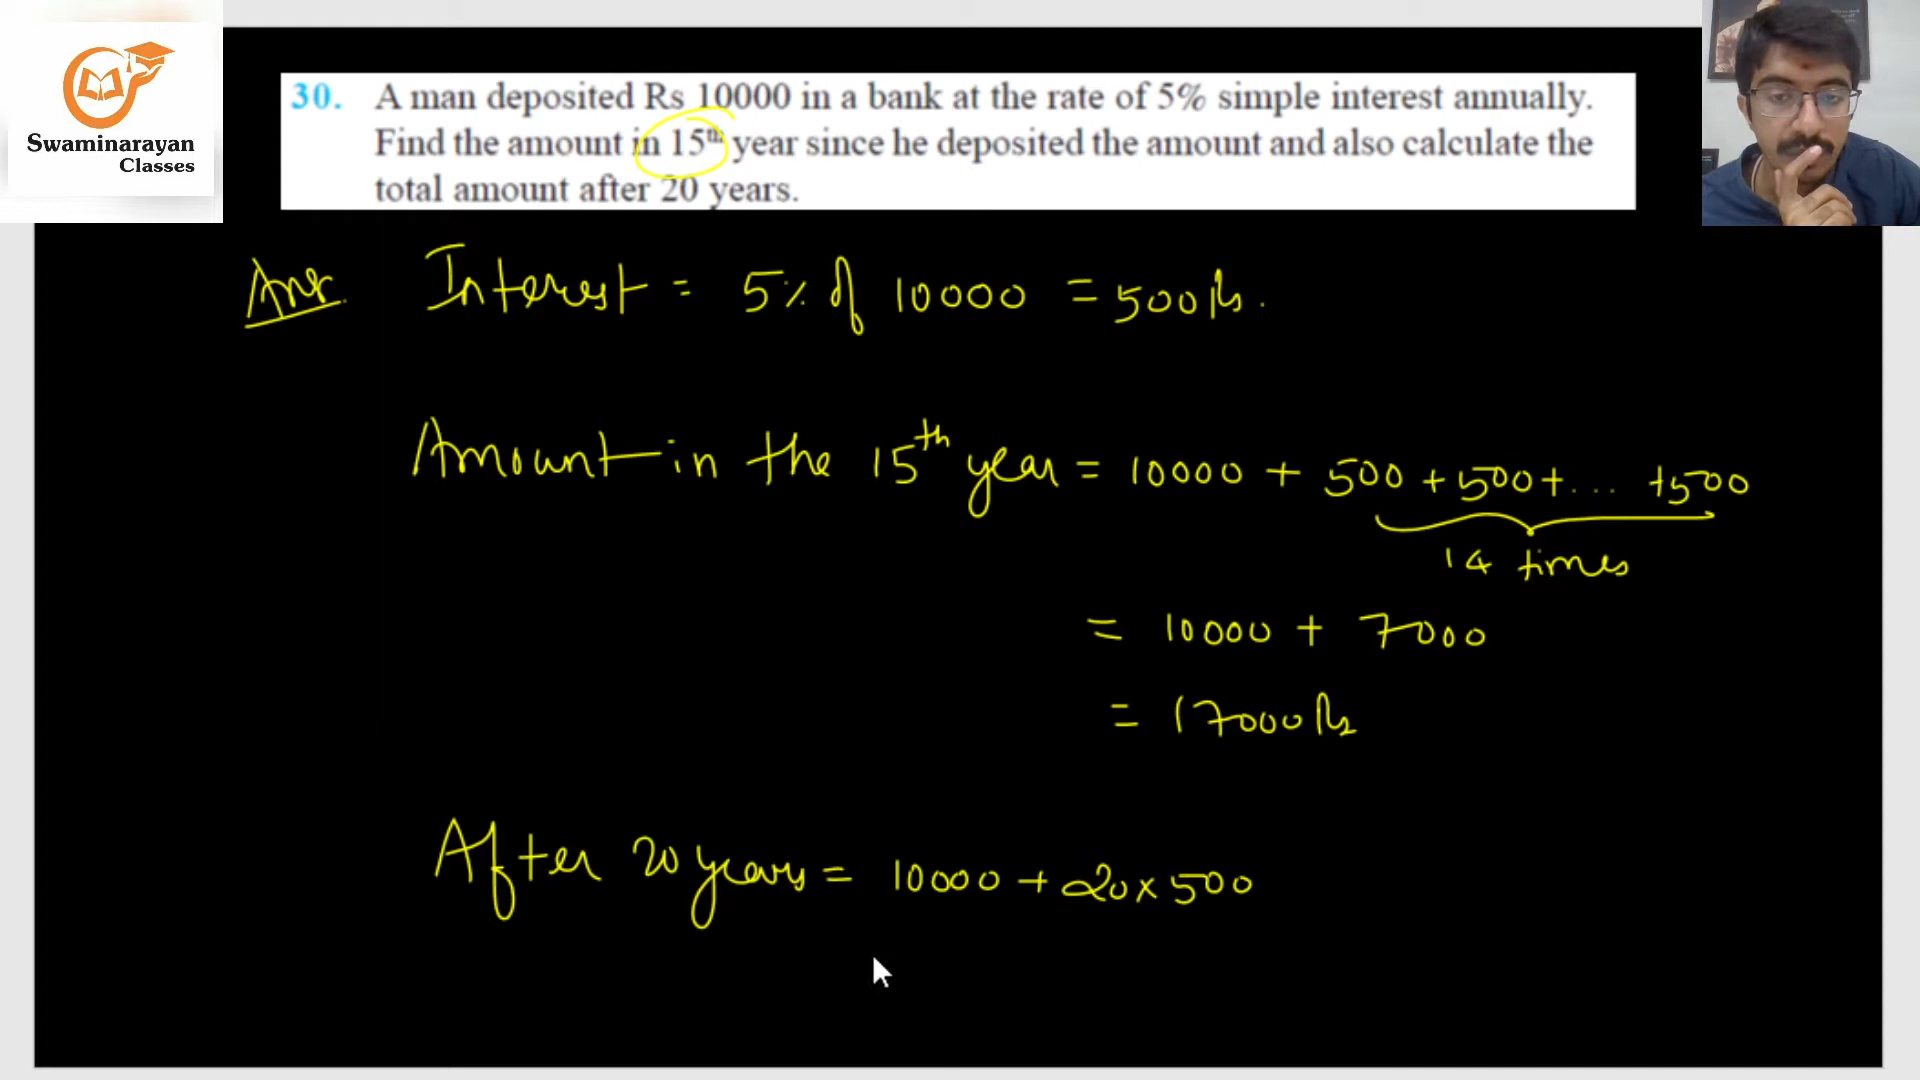 Swaminarayan
Classes
30. A man deposited Rs 10000 in a bank at the rate of 5% simple interest annually.
Find the amount in 15th year since he deposited the amount and also calculate the
total amount after 20 years.
Ans. Interest = 5% of 10000 = 500 Rs.
Amount in the 15th year = 10000 + 500 + 500 + ... + 500
14 times
= 10000 + 7000
= 17000 Rs
After 20 years = 10000 + 20 × 500